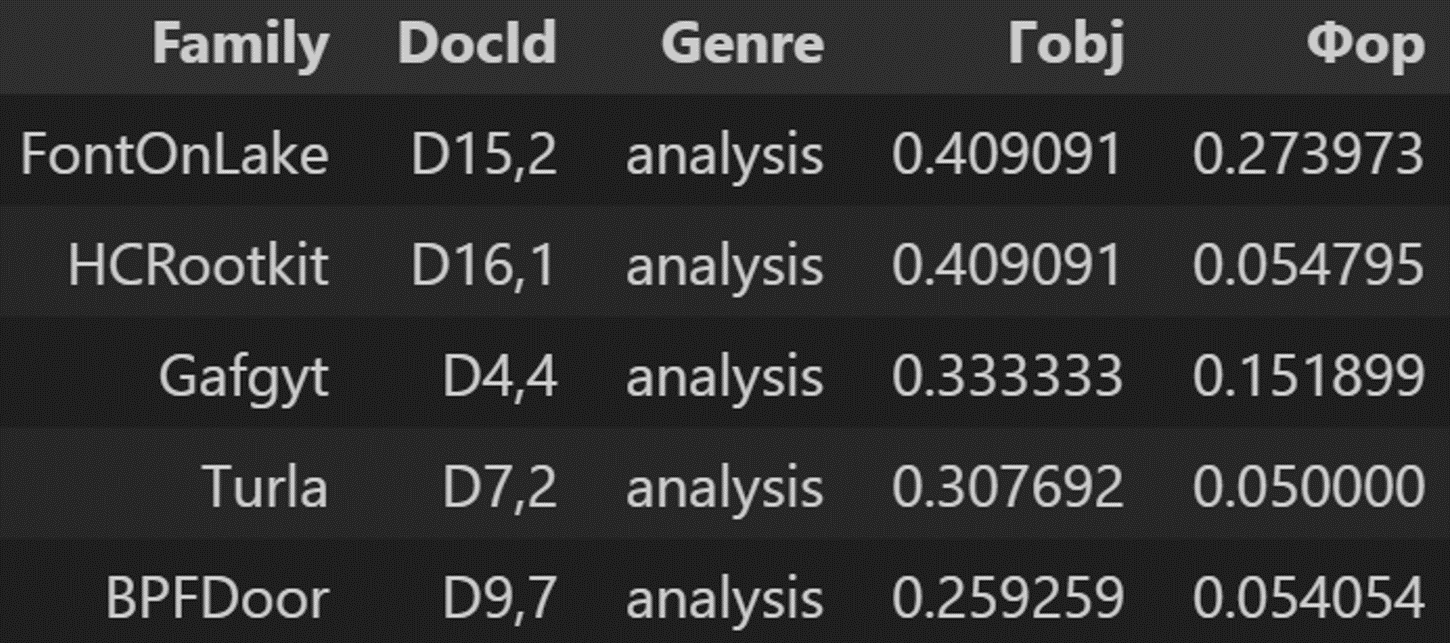 Family DocId Genre Γobj Φop
FontOnLake D15,2 analysis 0.409091 0.273973
HCRootkit D16,1 analysis 0.409091 0.054795
Gafgyt D4,4 analysis 0.333333 0.151899
Turla D7,2 analysis 0.307692 0.050000
BPFDoor D9,7 analysis 0.259259 0.054054